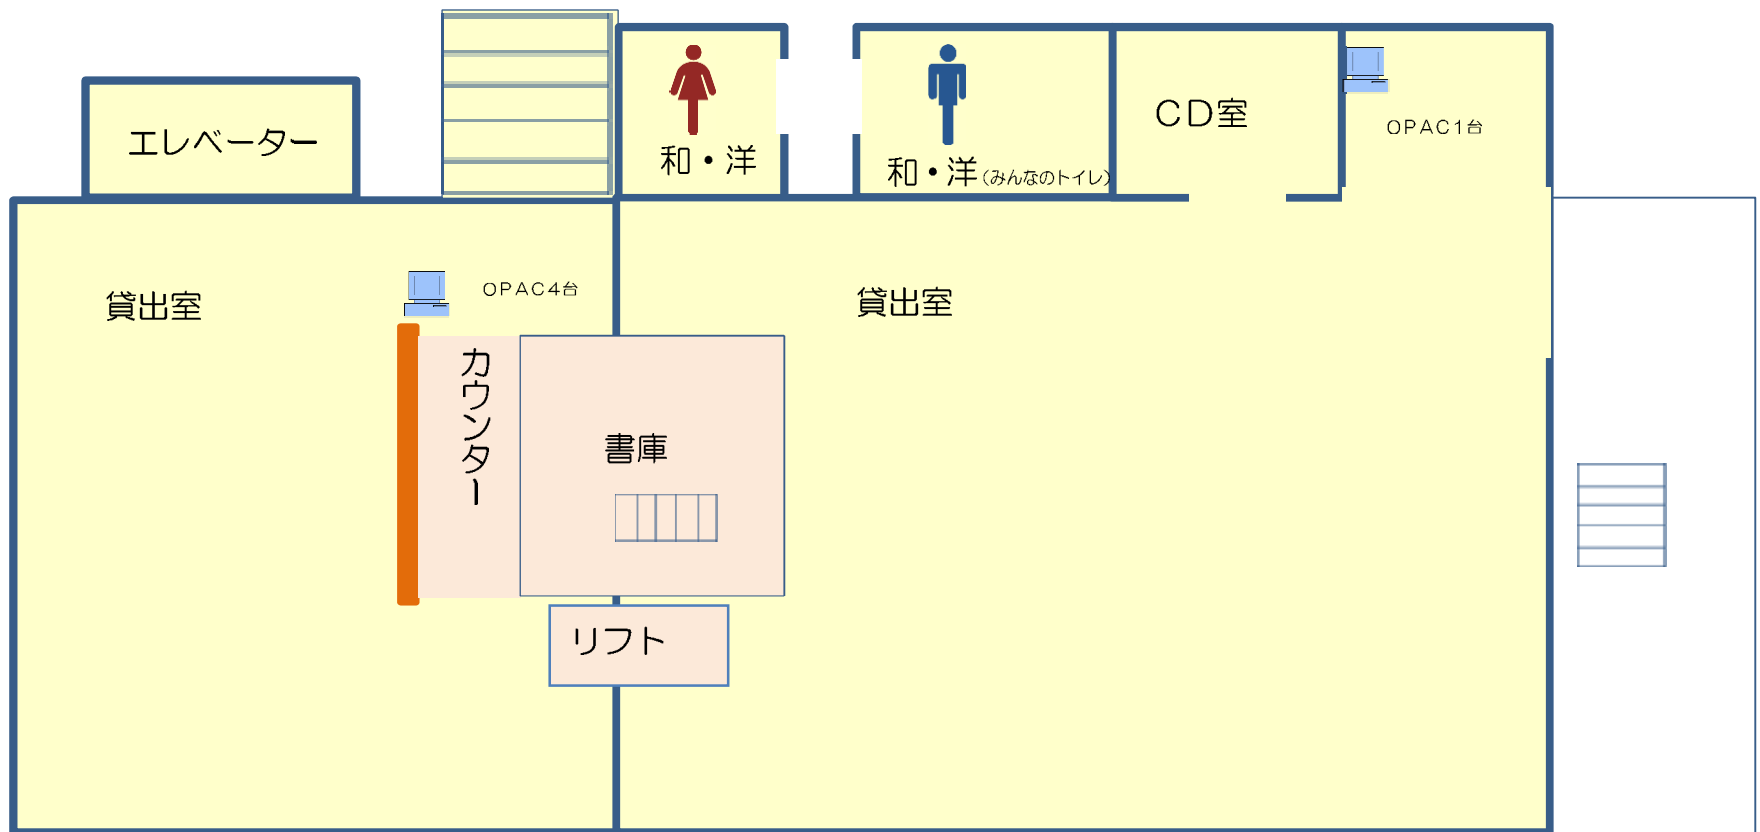 エレベーター
和・洋
和・洋(みんなのトイレ)
CD室
OPAC1台
貸出室
OPAC4台
貸出室
カウンター
書庫
リフト